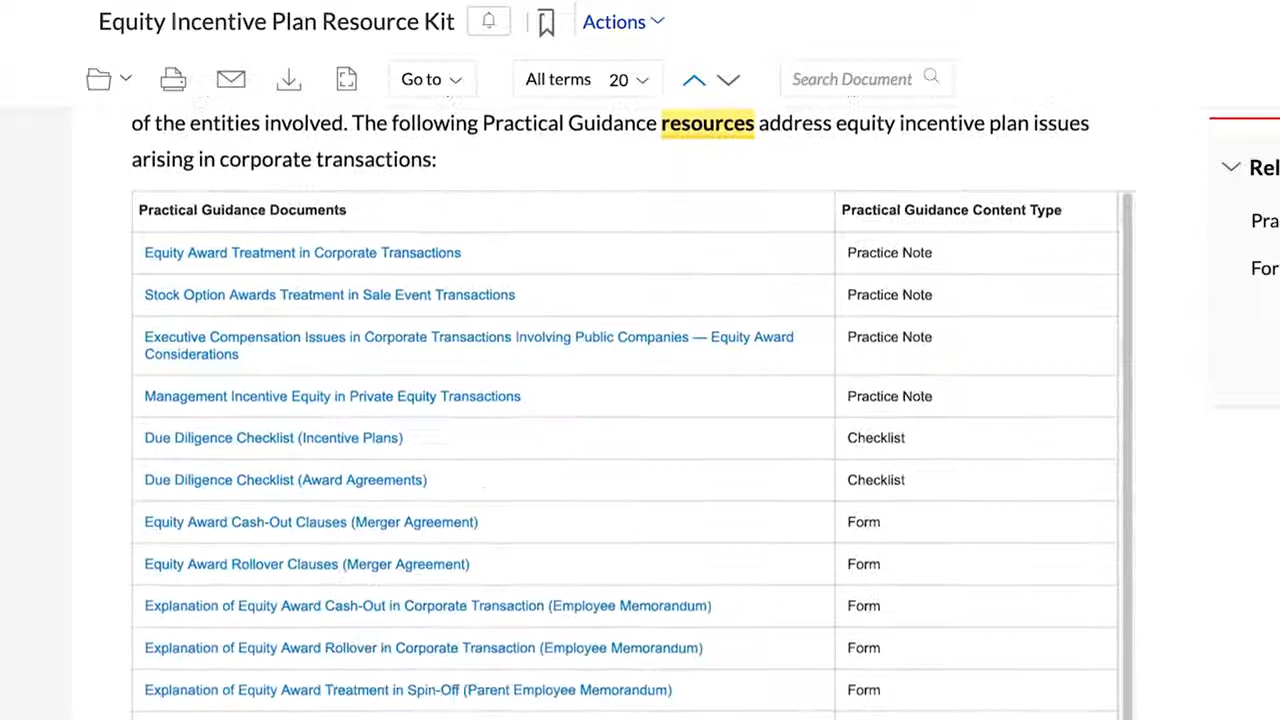 Equity Incentive Plan Resource Kit Actions
Go to All terms 20 Search Document
of the entities involved. The following Practical Guidance resources address equity incentive plan issues
arising in corporate transactions:
Practical Guidance Documents Practical Guidance Content Type
Equity Award Treatment in Corporate Transactions Practice Note
Stock Option Awards Treatment in Sale Event Transactions Practice Note
Executive Compensation Issues in Corporate Transactions Involving Public Companies — Equity Award Practice Note
Considerations
Management Incentive Equity in Private Equity Transactions Practice Note
Due Diligence Checklist (Incentive Plans) Checklist
Due Diligence Checklist (Award Agreements) Checklist
Equity Award Cash-Out Clauses (Merger Agreement) Form
Equity Award Rollover Clauses (Merger Agreement) Form
Explanation of Equity Award Cash-Out in Corporate Transaction (Employee Memorandum) Form
Explanation of Equity Award Rollover in Corporate Transaction (Employee Memorandum) Form
Explanation of Equity Award Treatment in Spin-Off (Parent Employee Memorandum) Form
Rel
Pra
For